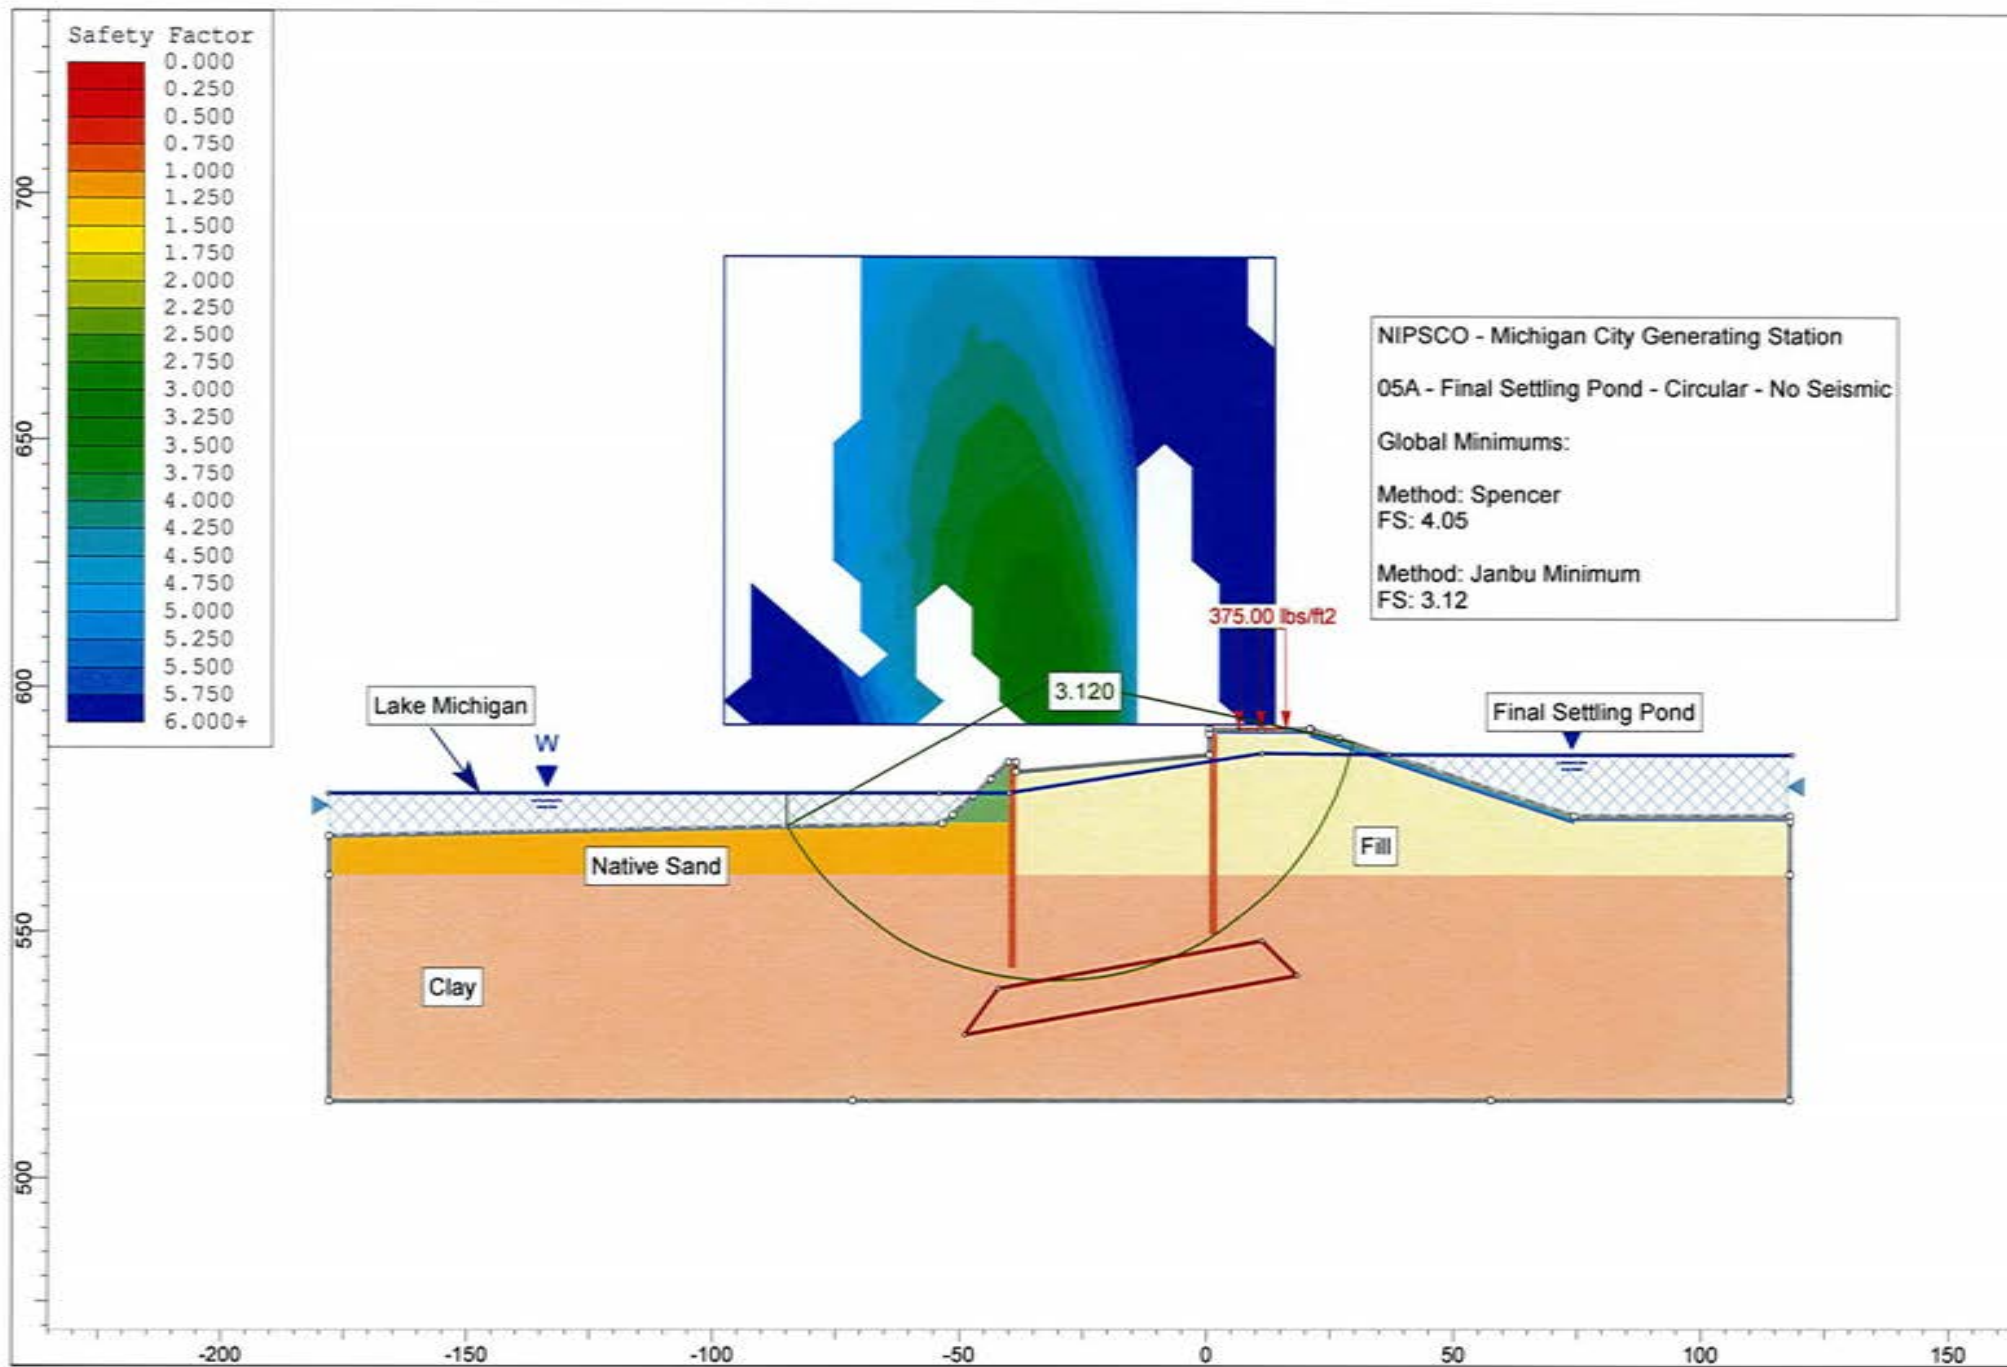 Safety Factor
0.000
0.250
0.500
0.750
1.000
1.250
1.500
1.750
2.000
2.250
2.500
2.750
3.000
3.250
3.500
3.750
4.000
4.250
4.500
4.750
5.000
5.250
5.500
5.750
6.000+
700
650
600
550
500
NIPSCO - Michigan City Generating Station
05A - Final Settling Pond - Circular - No Seismic
Global Minimums:
Method: Spencer
FS: 4.05
Method: Janbu Minimum
FS: 3.12
375.00 lbs/ft2
3.120
Lake Michigan
W
Final Settling Pond
Native Sand
Fill
Clay
-200
-150
-100
-50
0
50
100
150